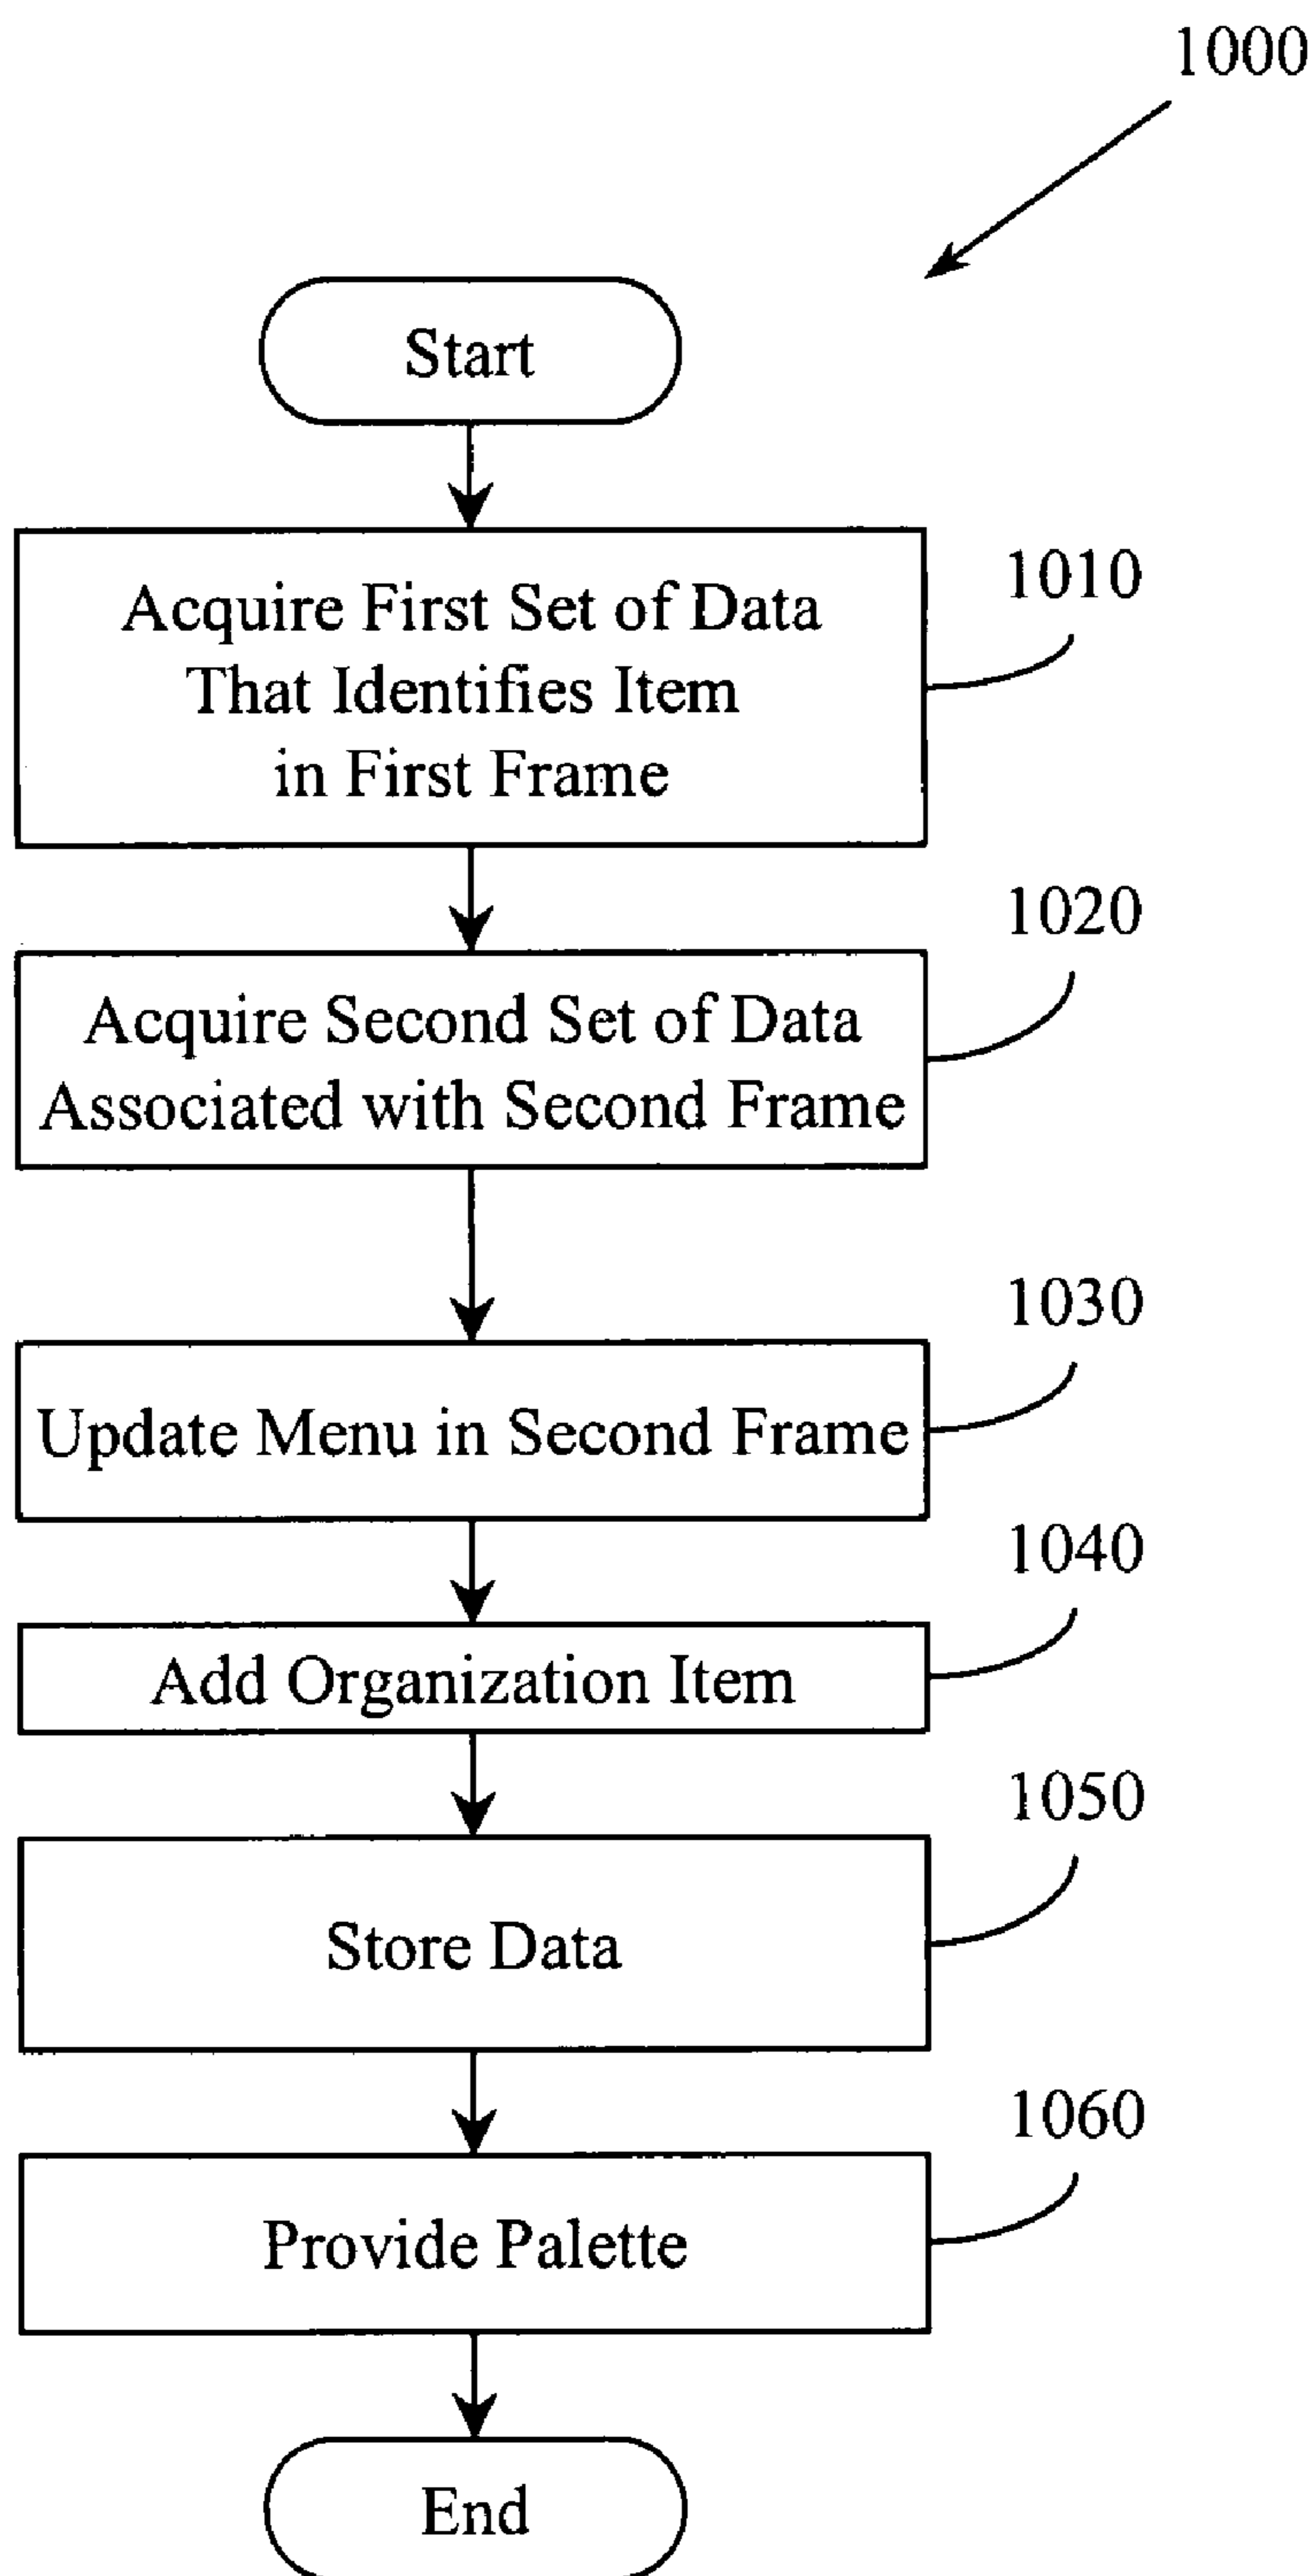 1000
Start
Acquire First Set of Data
That Identifies Item
in First Frame
1010
Acquire Second Set of Data
Associated with Second Frame
1020
Update Menu in Second Frame
1030
Add Organization Item
1040
Store Data
1050
Provide Palette
1060
End